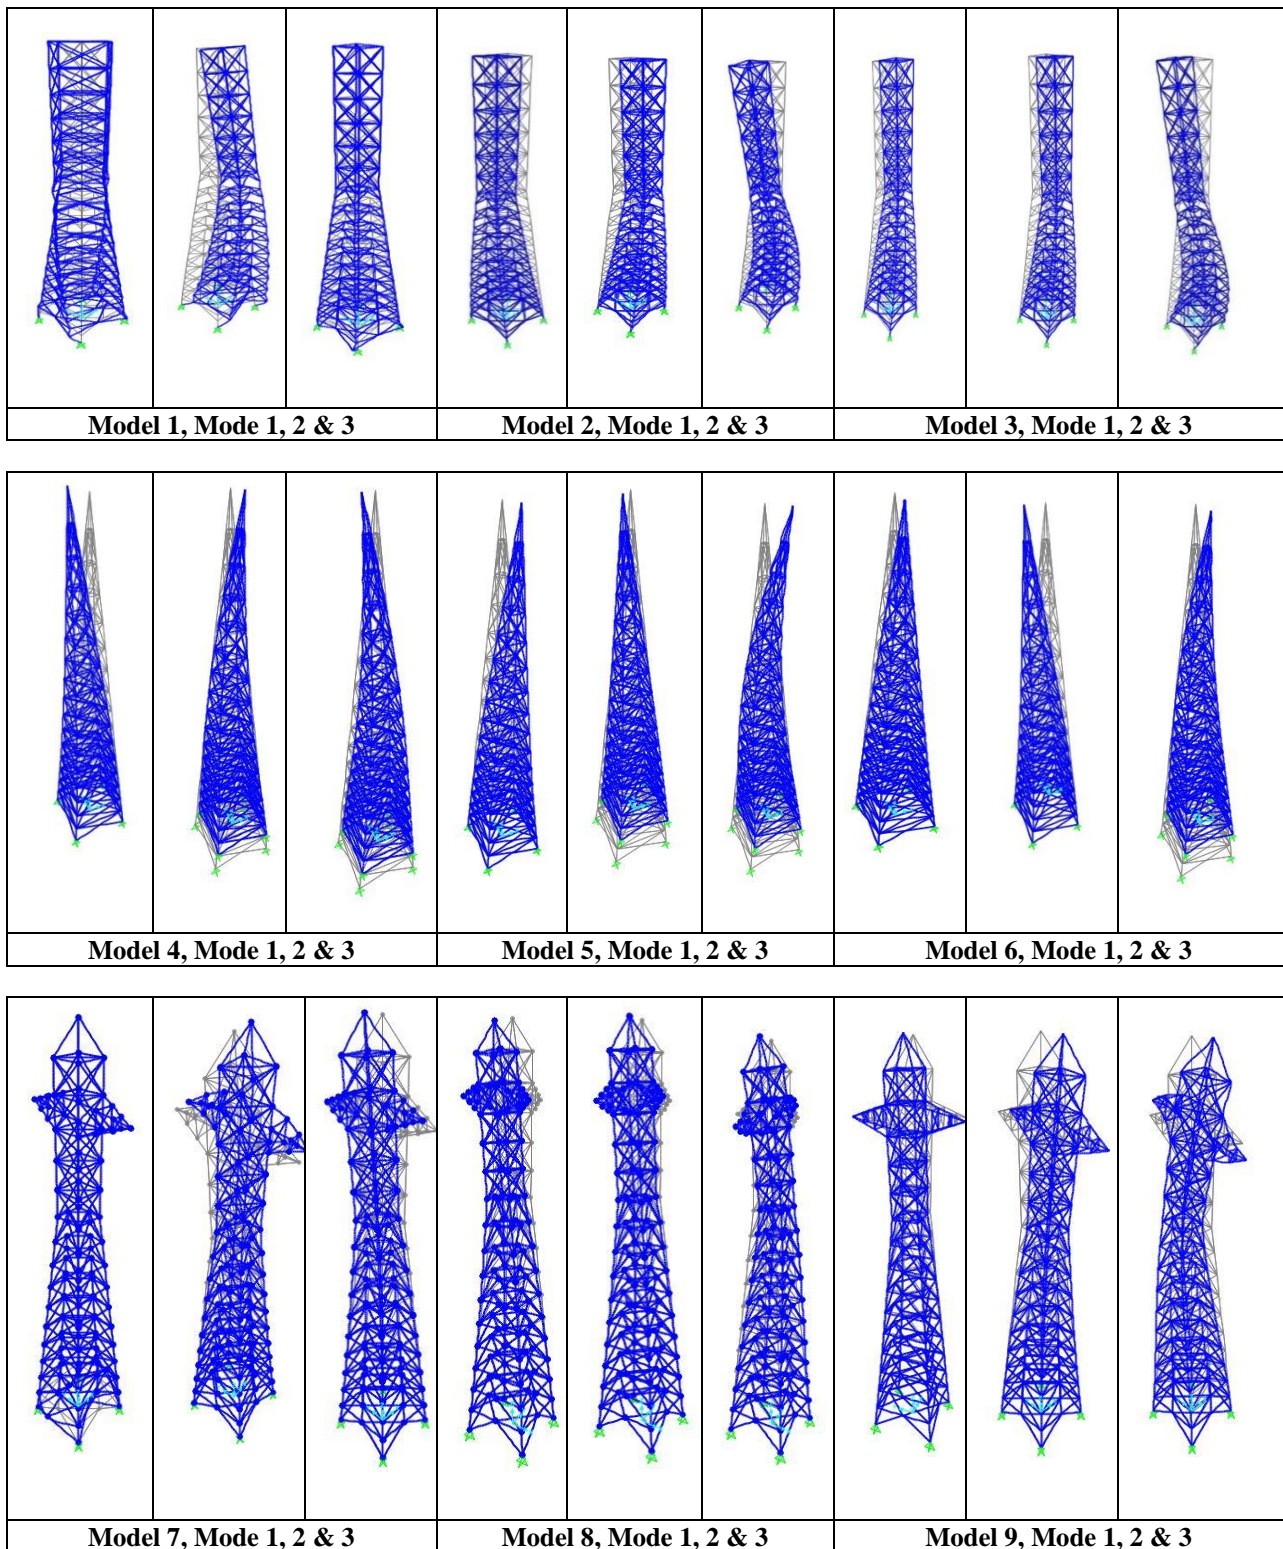 Model 1, Mode 1, 2 & 3
Model 2, Mode 1, 2 & 3
Model 3, Mode 1, 2 & 3
Model 4, Mode 1, 2 & 3
Model 5, Mode 1, 2 & 3
Model 6, Mode 1, 2 & 3
Model 7, Mode 1, 2 & 3
Model 8, Mode 1, 2 & 3
Model 9, Mode 1, 2 & 3